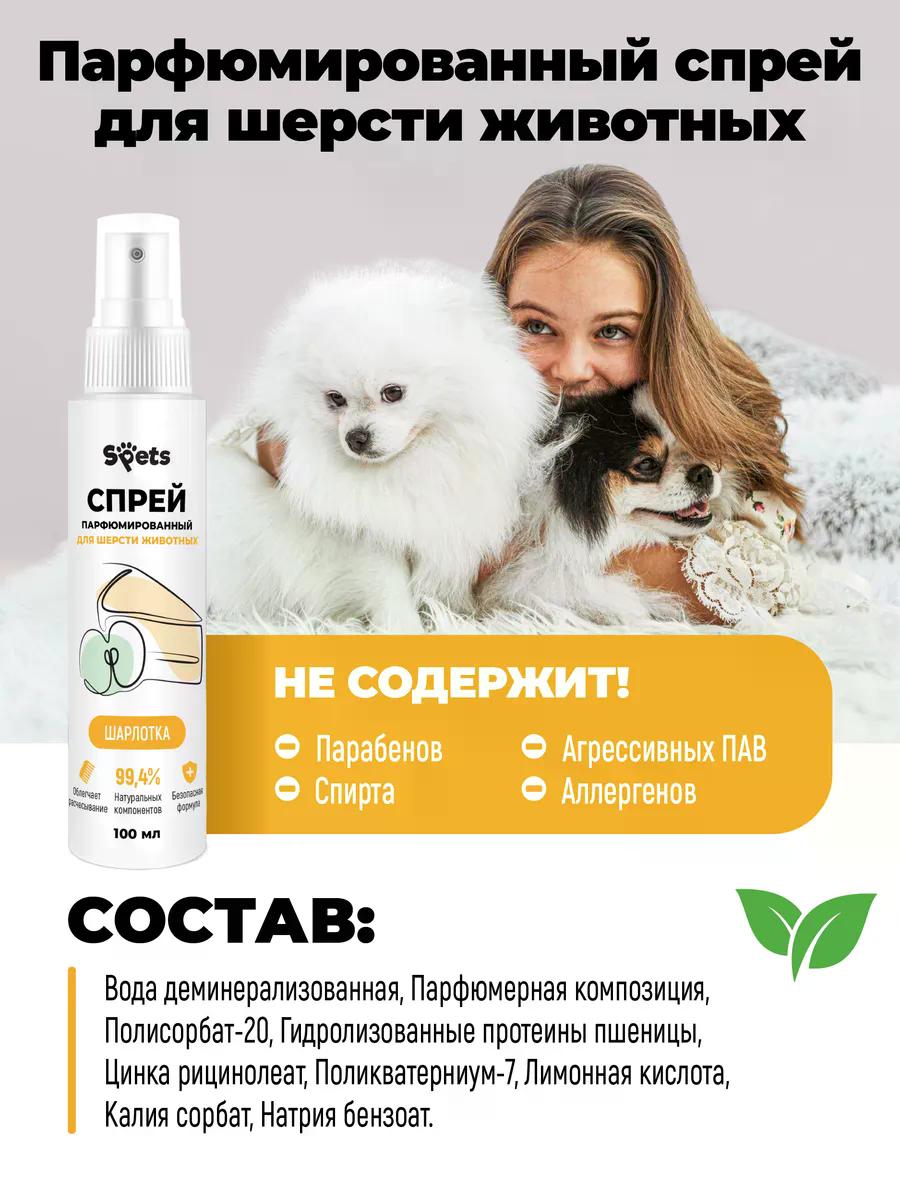 Парфюмированный спрей
для шерсти животных
Spets
СПРЕЙ
ПАРФЮМИРОВАННЫЙ
ДЛЯ ШЕРСТИ ЖИВОТНЫХ
ШАРЛОТКА
Облегчает
расчесывание
99,4%
Натуральных
компонентов
Безопасная
формула
100 мл
НЕ СОДЕРЖИТ!
Парабенов
Агрессивных ПАВ
Спирта
Аллергенов
СОСТАВ:
Вода деминерализованная, Парфюмерная композиция,
Полисорбат-20, Гидролизованные протеины пшеницы,
Цинка рицинолеат, Поликватерниум-7, Лимонная кислота,
Калия сорбат, Натрия бензоат.